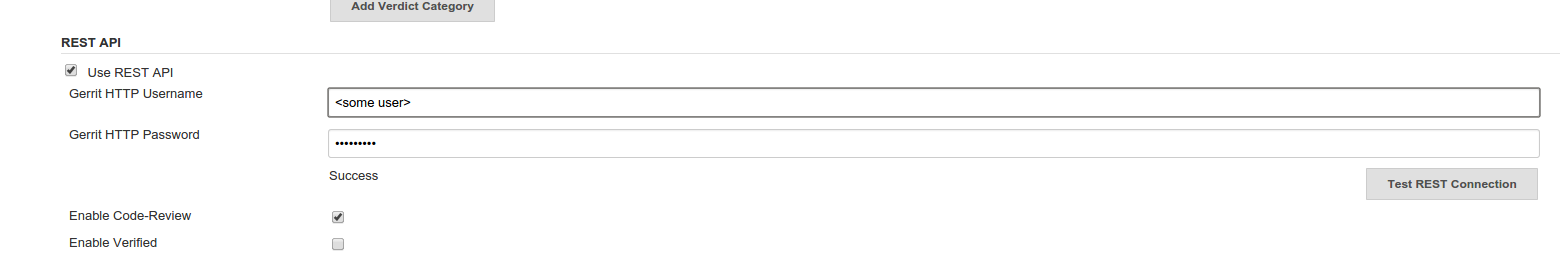 Add Verdict Category
REST API
Use REST API
Gerrit HTTP Username
<some user>
Gerrit HTTP Password
•••••••••
Success
Test REST Connection
Enable Code-Review
Enable Verified